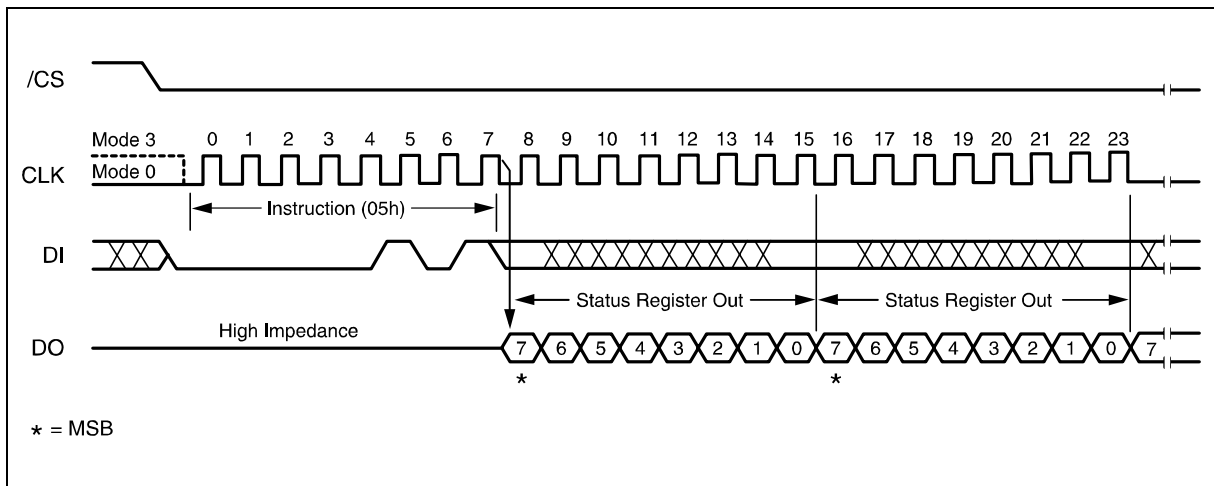 /CS
Mode 3
0 1 2 3 4 5 6 7 8 9 10 11 12 13 14 15 16 17 18 19 20 21 22 23
CLK
Mode 0
Instruction (05h)
DI
Status Register Out Status Register Out
High Impedance
DO
7 6 5 4 3 2 1 0 7 6 5 4 3 2 1 0 7
* *
* = MSB